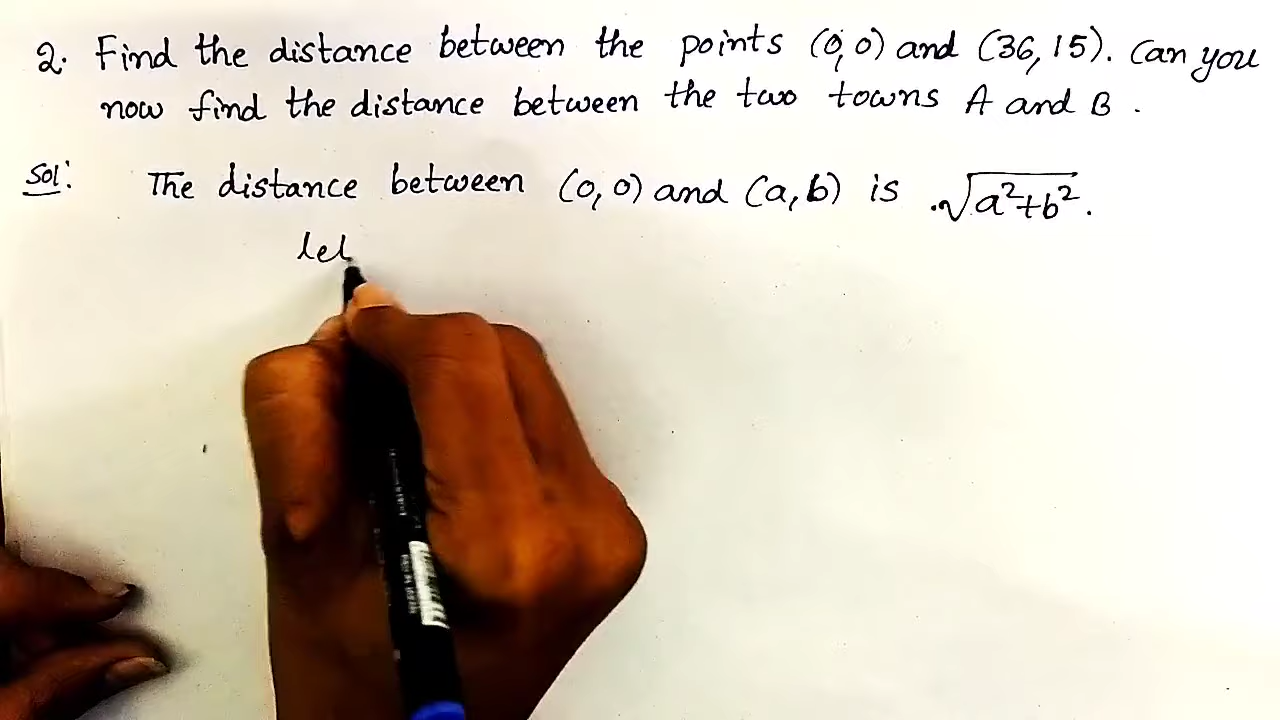 2. Find the distance between the points (0,0) and (36,15). Can you
now find the distance between the two towns A and B .
Sol: The distance between (0,0) and (a,b) is √a²+b².
let